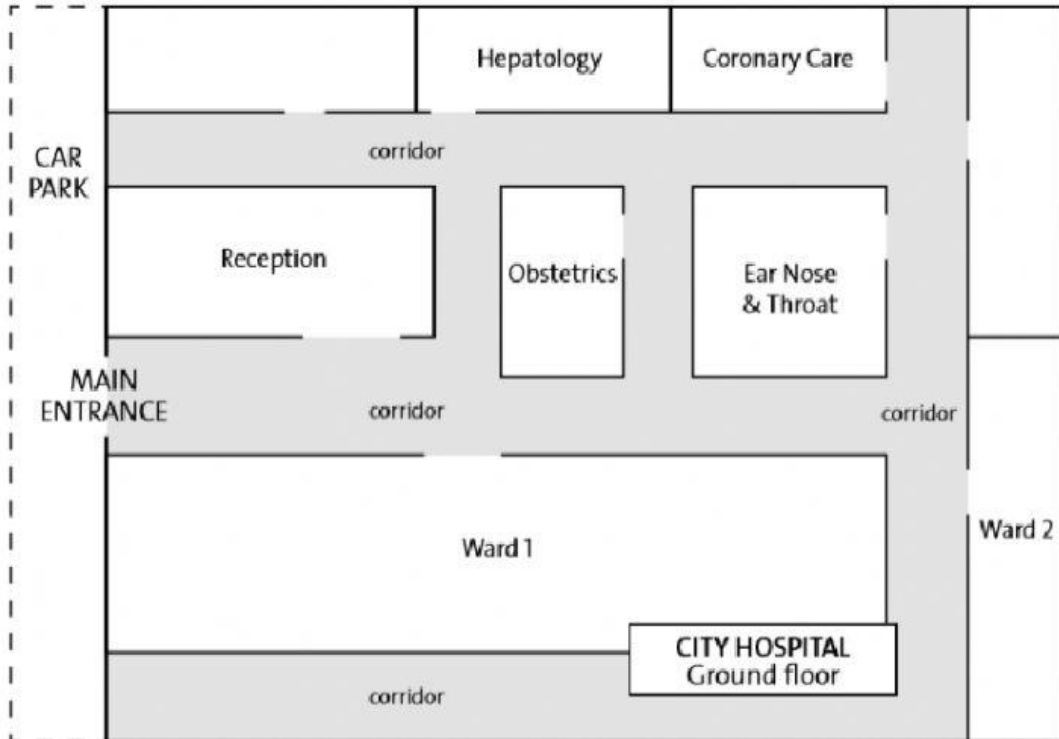 Hepatology
Coronary Care
corridor
CAR
PARK
Reception
Obstetrics
Ear Nose
& Throat
MAIN
ENTRANCE
corridor
corridor
Ward 1
Ward 2
CITY HOSPITAL
Ground floor
corridor